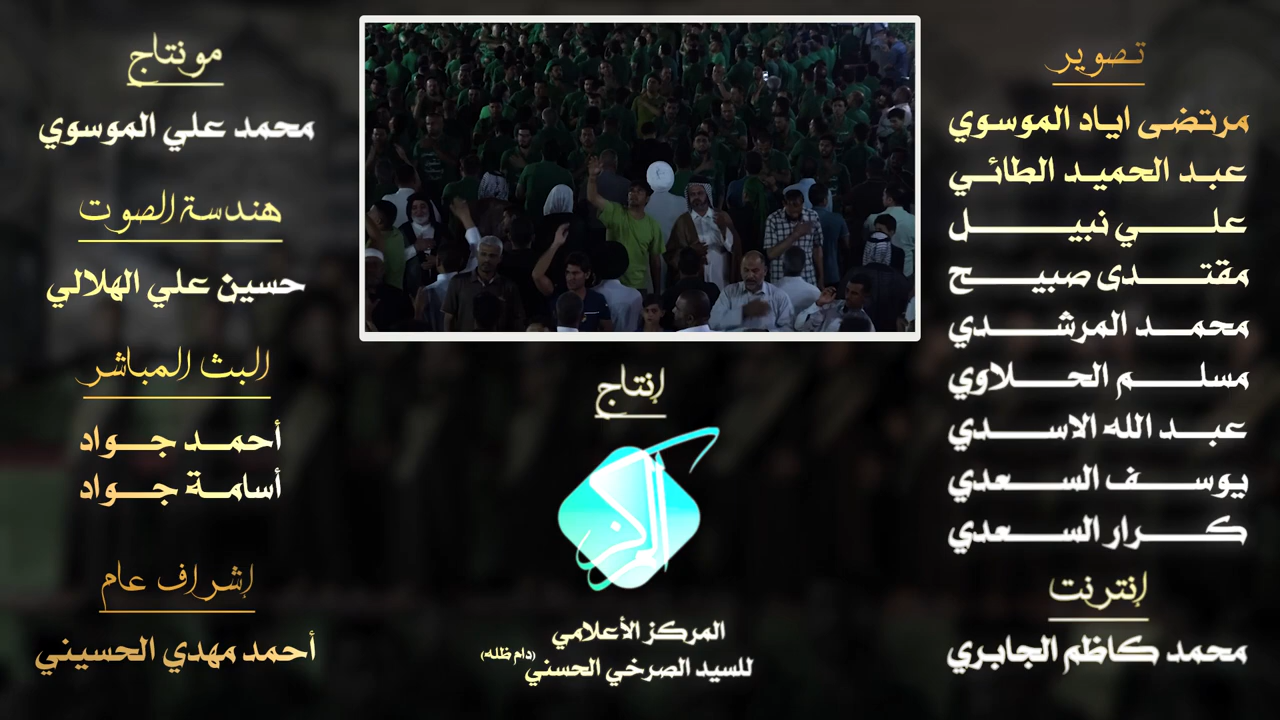 تصوير
مرتضى اياد الموسوي
عبد الحميد الطائي
علي نبيل
مقتدى صبيح
محمد المرشدي
مسلم الحلاوي
عبد الله الاسدي
يوسف السعدي
كرار السعدي
إنترنت
محمد كاظم الجابري
إنتاج
المركز
المركز الأعلامي
للسيد الصرخي الحسني (دام ظله)
مونتاج
محمد علي الموسوي
هندسة الصوت
حسين علي الهلالي
البث المباشر
أحمد جواد
أسامة جواد
إشراف عام
أحمد مهدي الحسيني